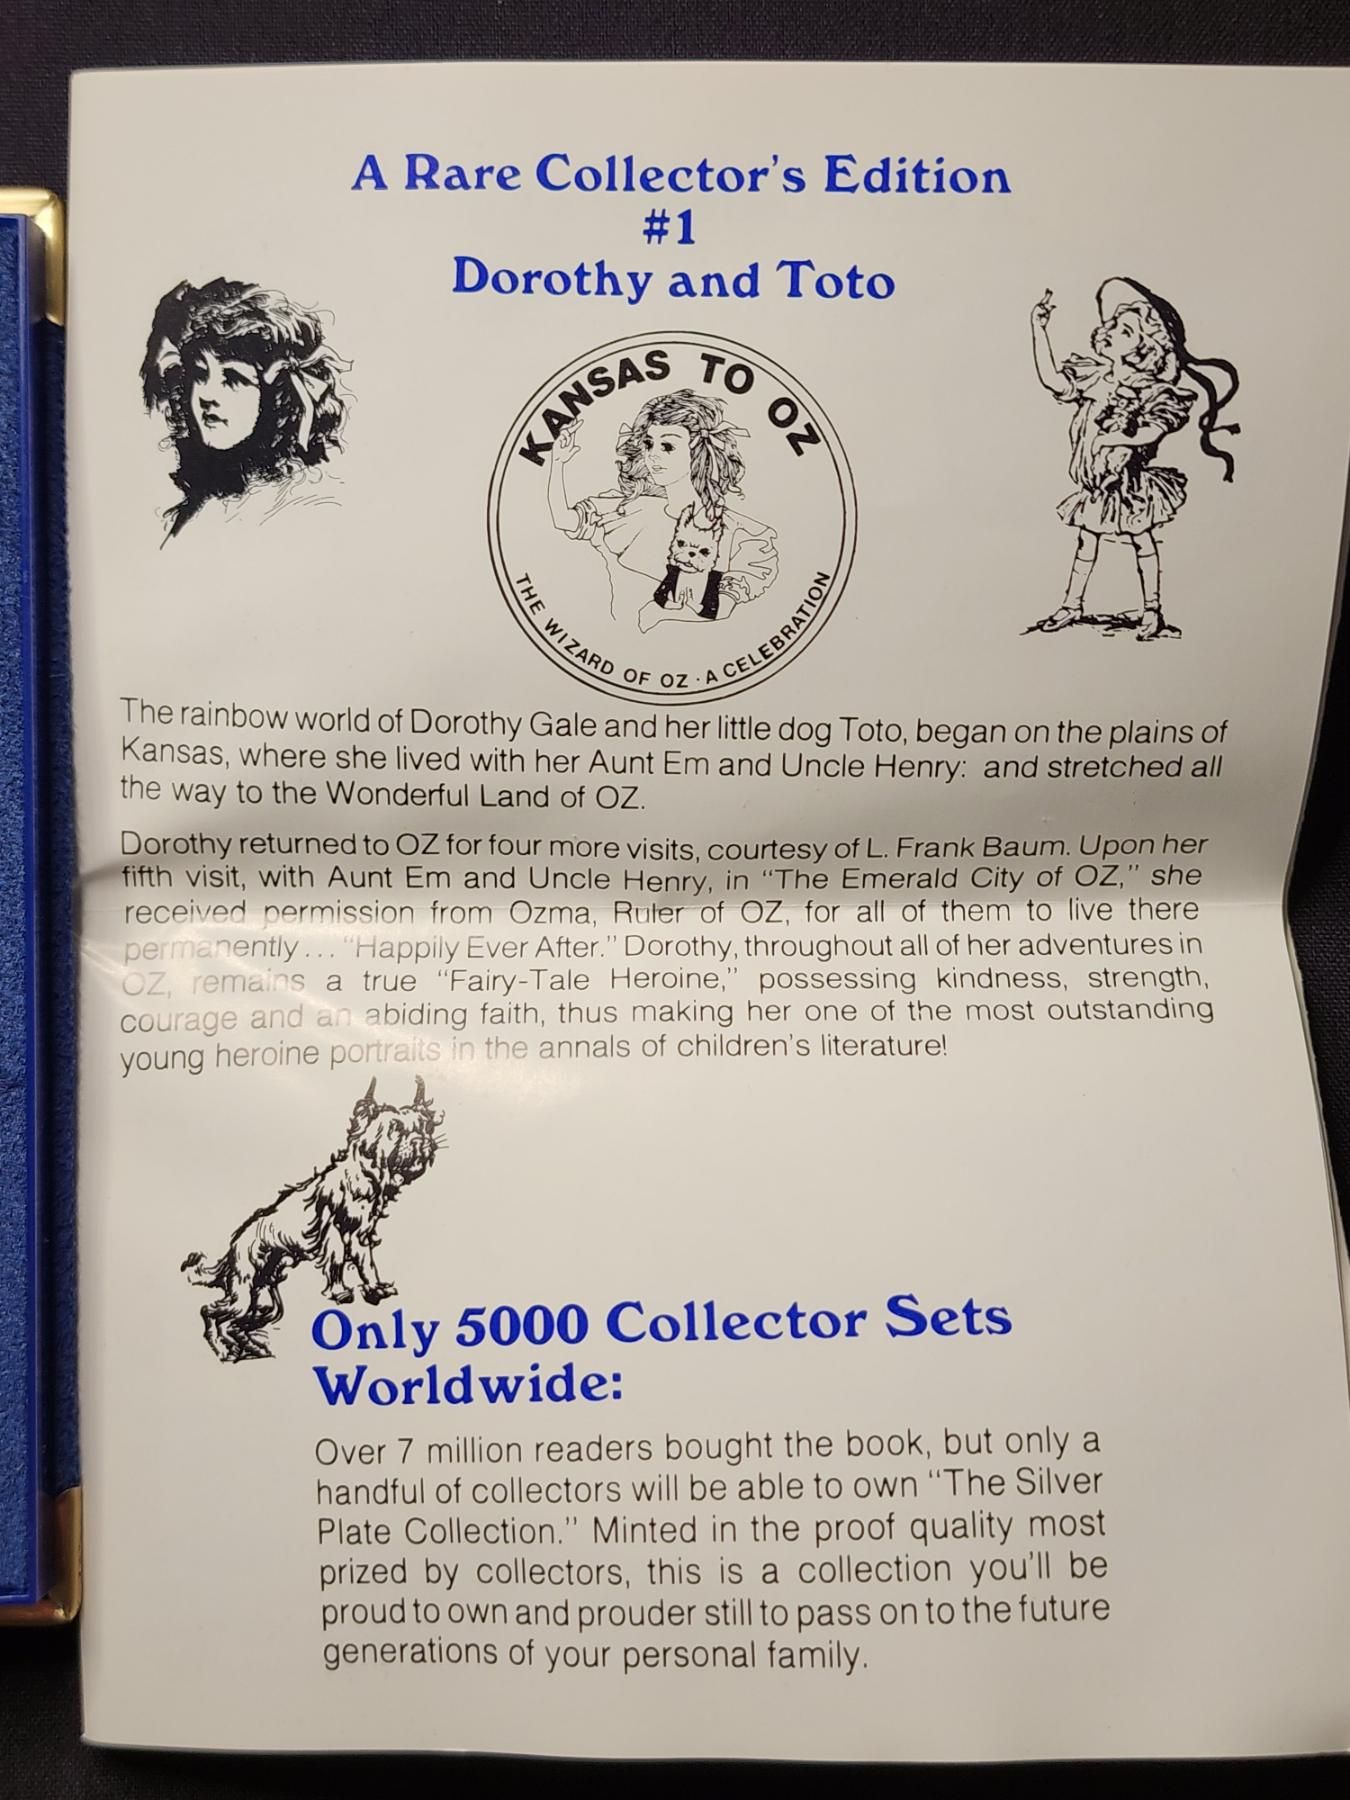 A Rare Collector's Edition
#1
Dorothy and Toto
KANSAS TO OZ
THE WIZARD OF OZ · A CELEBRATION
The rainbow world of Dorothy Gale and her little dog Toto, began on the plains of
Kansas, where she lived with her Aunt Em and Uncle Henry: and stretched all
the way to the Wonderful Land of OZ.
Dorothy returned to OZ for four more visits, courtesy of L. Frank Baum. Upon her
fifth visit, with Aunt Em and Uncle Henry, in “The Emerald City of OZ,” she
received permission from Ozma, Ruler of OZ, for all of them to live there
permanently... “Happily Ever After.” Dorothy, throughout all of her adventures in
OZ, remains a true “Fairy-Tale Heroine,” possessing kindness, strength,
courage and an abiding faith, thus making her one of the most outstanding
young heroine portraits in the annals of children's literature!
Only 5000 Collector Sets
Worldwide:
Over 7 million readers bought the book, but only a
handful of collectors will be able to own “The Silver
Plate Collection.” Minted in the proof quality most
prized by collectors, this is a collection you'll be
proud to own and prouder still to pass on to the future
generations of your personal family.